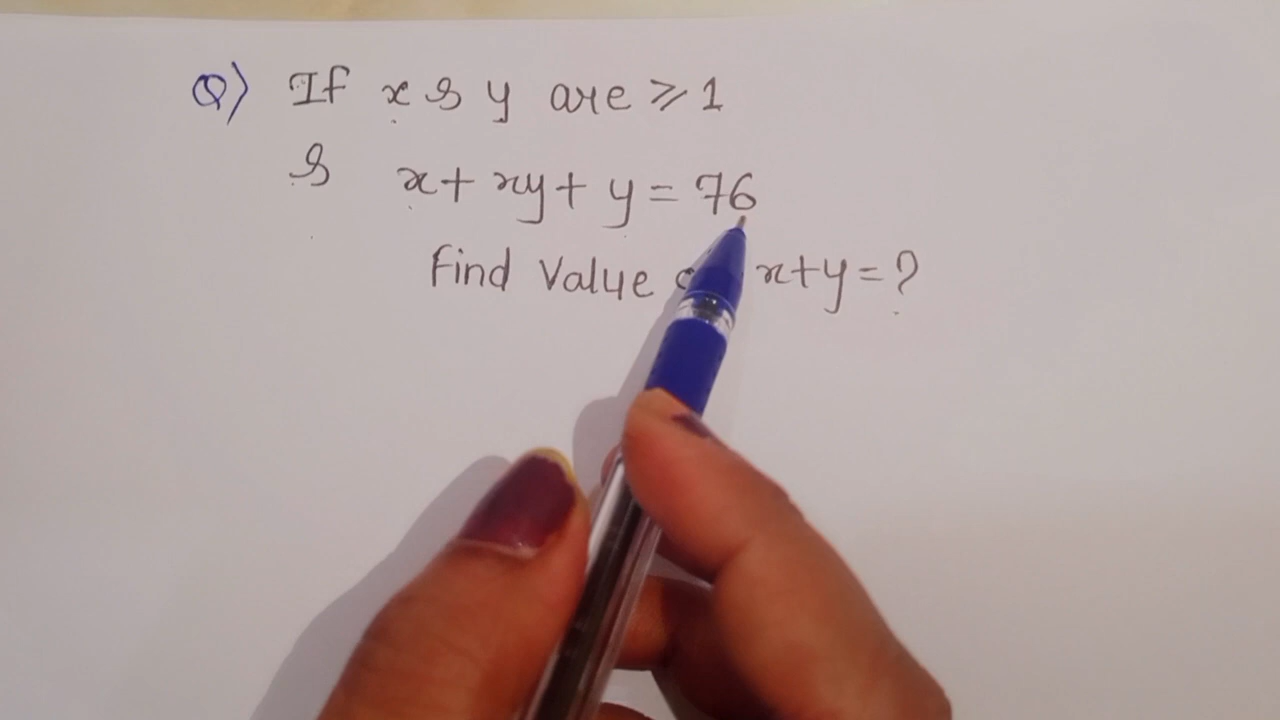 Q) If x & y are ≥ 1
& x + xy + y = 76
Find Value x+y = ?